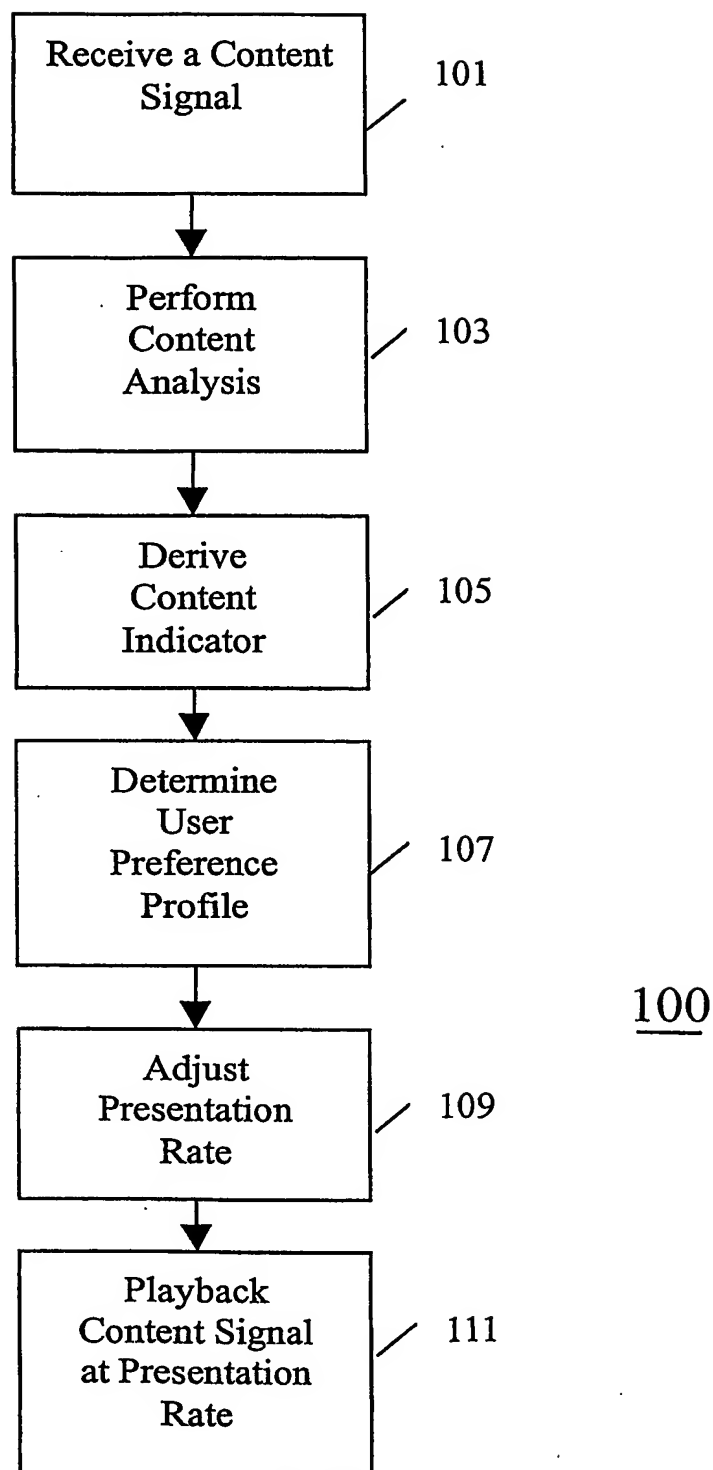 Receive a Content
Signal
101
Perform
Content
Analysis
103
Derive
Content
Indicator
105
Determine
User
Preference
Profile
107
100
Adjust
Presentation
Rate
109
Playback
Content Signal
at Presentation
Rate
111